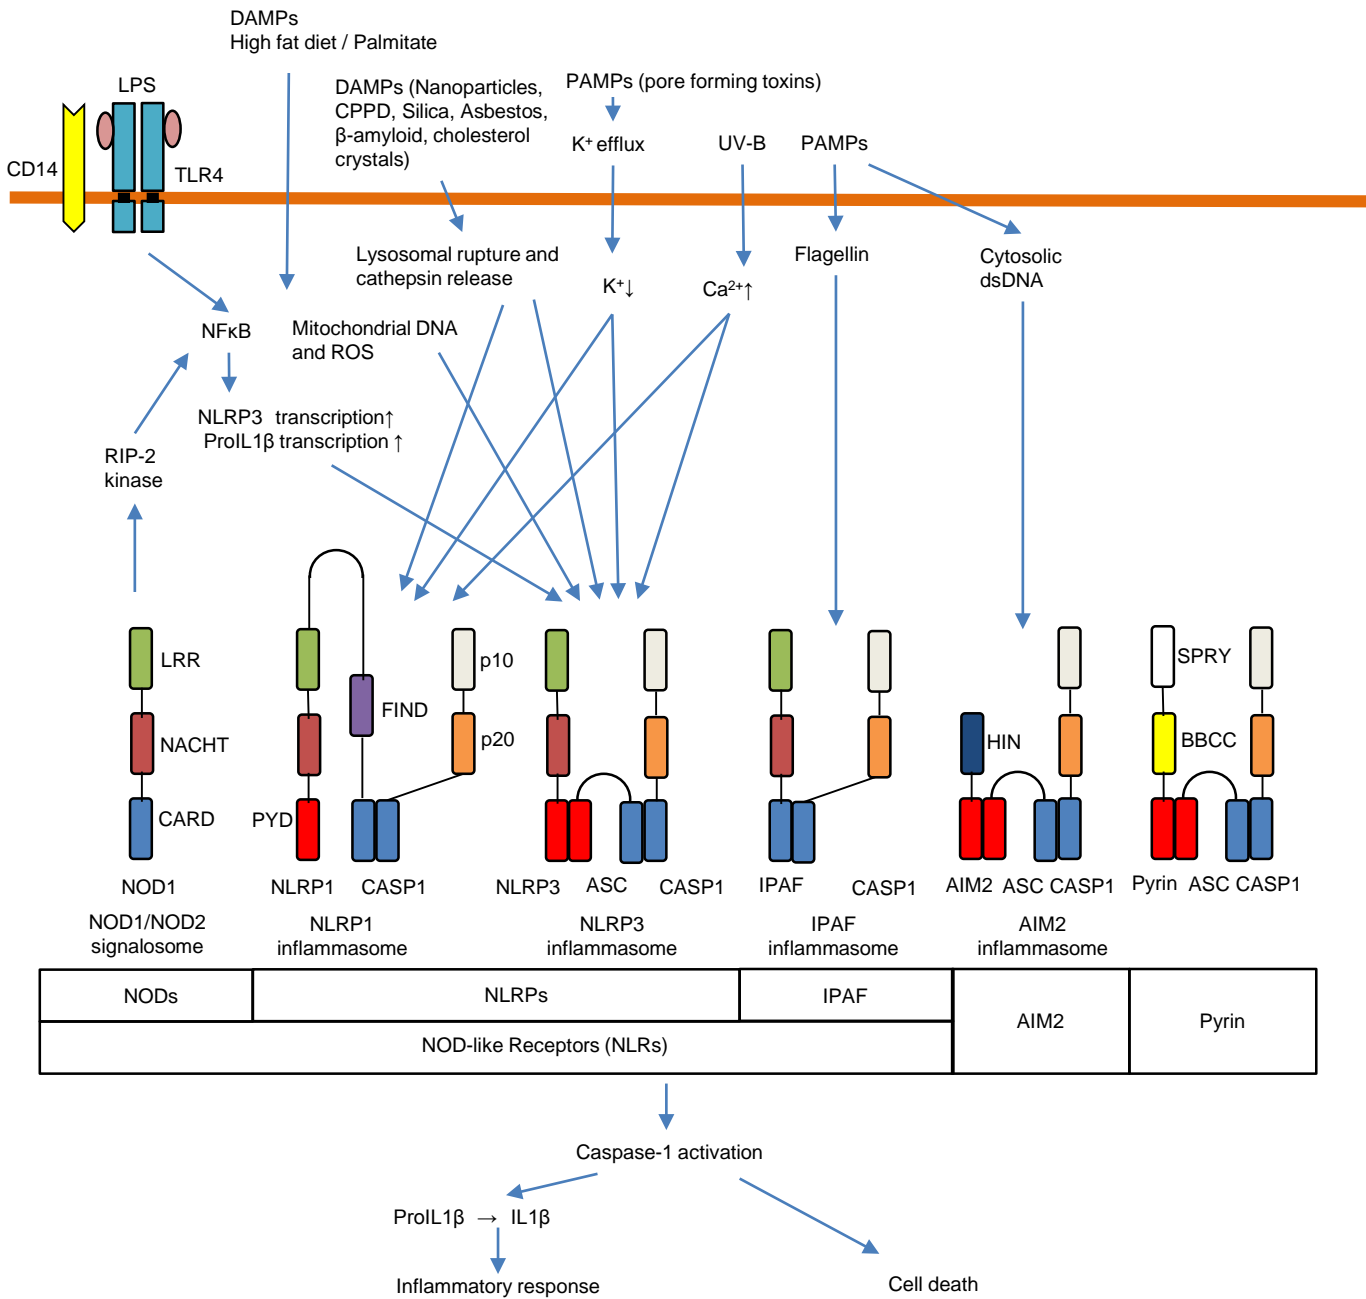 DAMPs
High fat diet / Palmitate
LPS
DAMPs (Nanoparticles,
CPPD, Silica, Asbestos,
β-amyloid, cholesterol
crystals)
PAMPs (pore forming toxins)
K⁺ efflux
UV-B
PAMPs
CD14
TLR4
Lysosomal rupture and
cathepsin release
K⁺↓
Ca²⁺↑
Flagellin
Cytosolic
dsDNA
NFκB
Mitochondrial DNA
and ROS
NLRP3 transcription↑
ProIL1β transcription ↑
RIP-2
kinase
LRR
NACHT
CARD
PYD
FIND
p10
p20
HIN
SPRY
BBCC
NOD1
NLRP1
CASP1
NLRP3
ASC
CASP1
IPAF
CASP1
AIM2
ASC
CASP1
Pyrin
ASC
CASP1
NOD1/NOD2
signalosome
NLRP1
inflammasome
NLRP3
inflammasome
IPAF
inflammasome
AIM2
inflammasome
NODs
NLRPs
IPAF
AIM2
Pyrin
NOD-like Receptors (NLRs)
Caspase-1 activation
ProIL1β → IL1β
Inflammatory response
Cell death